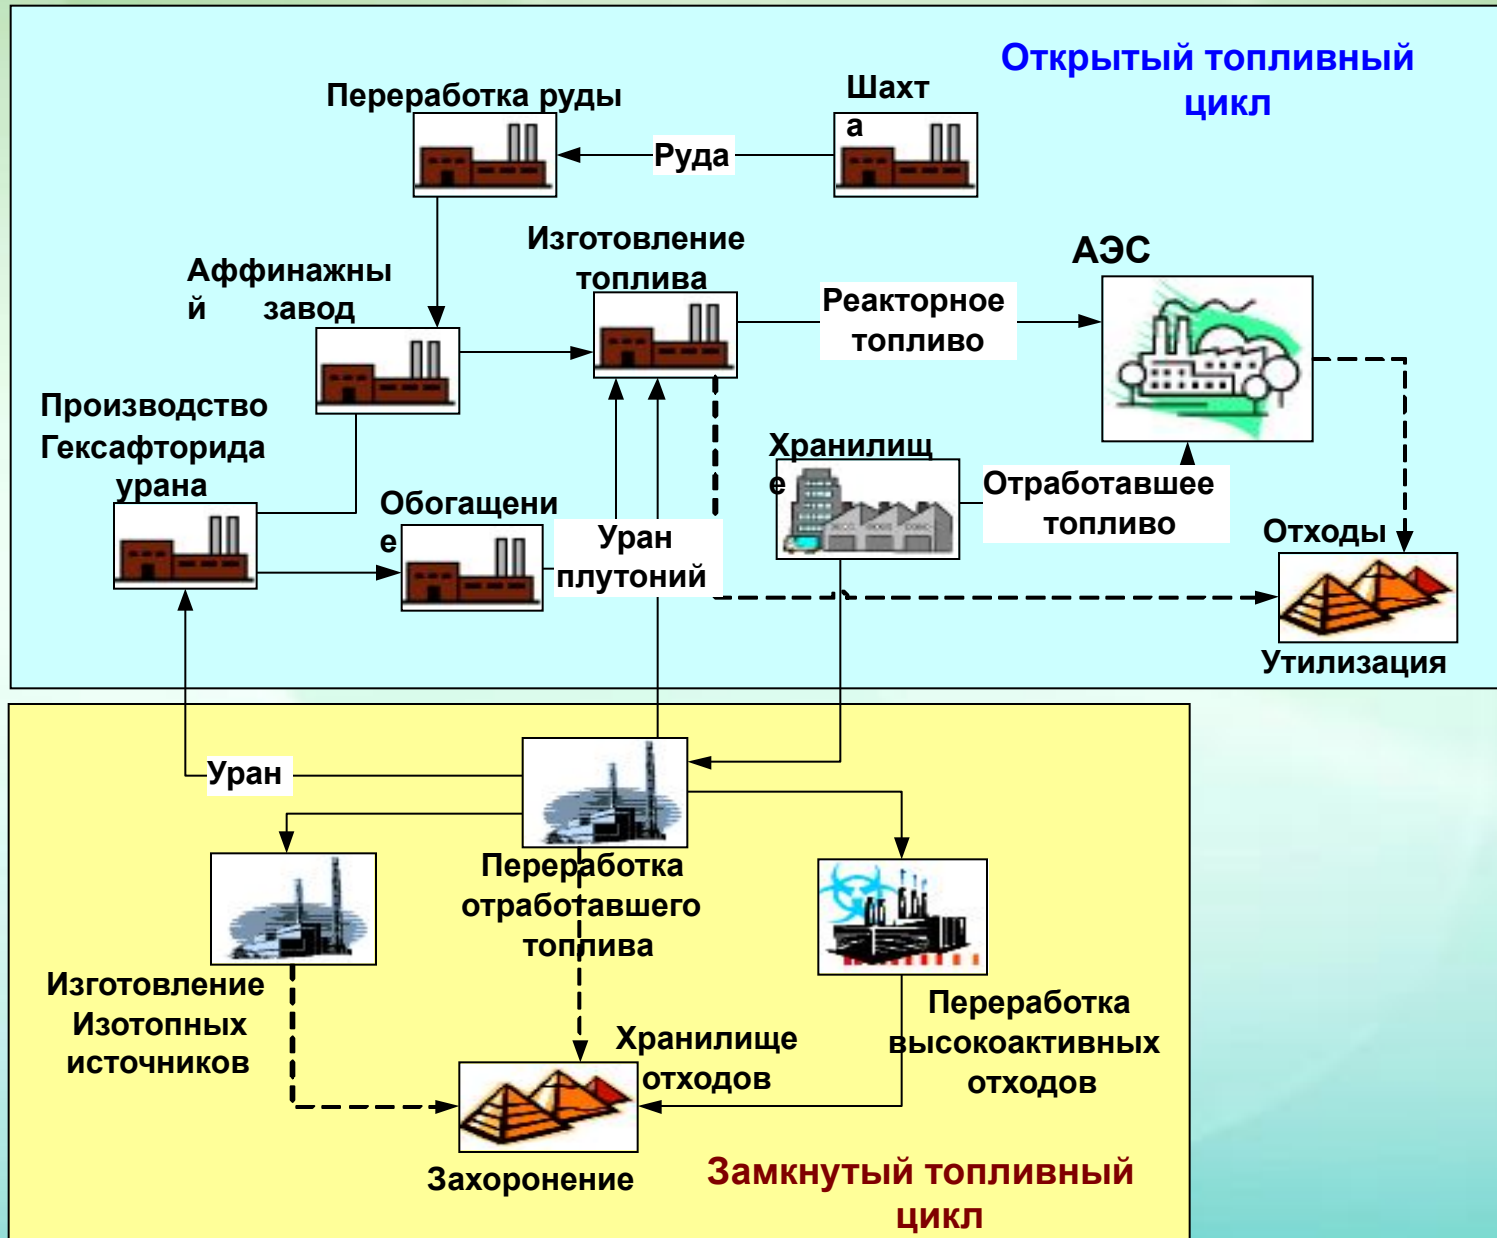 Открытый топливный
цикл
Переработка руды
Шахт
а
Руда
Изготовление
топлива
АЭС
Аффинажны
й завод
Реакторное
топливо
Производство
Гексафторида
урана
Хранилищ
е
Обогащени
е
Уран
плутоний
Отработавшее
топливо
Отходы
Утилизация
Уран
Переработка
отработавшего
топлива
Изготовление
Изотопных
источников
Переработка
высокоактивных
отходов
Хранилище
отходов
Захоронение
Замкнутый топливный
цикл